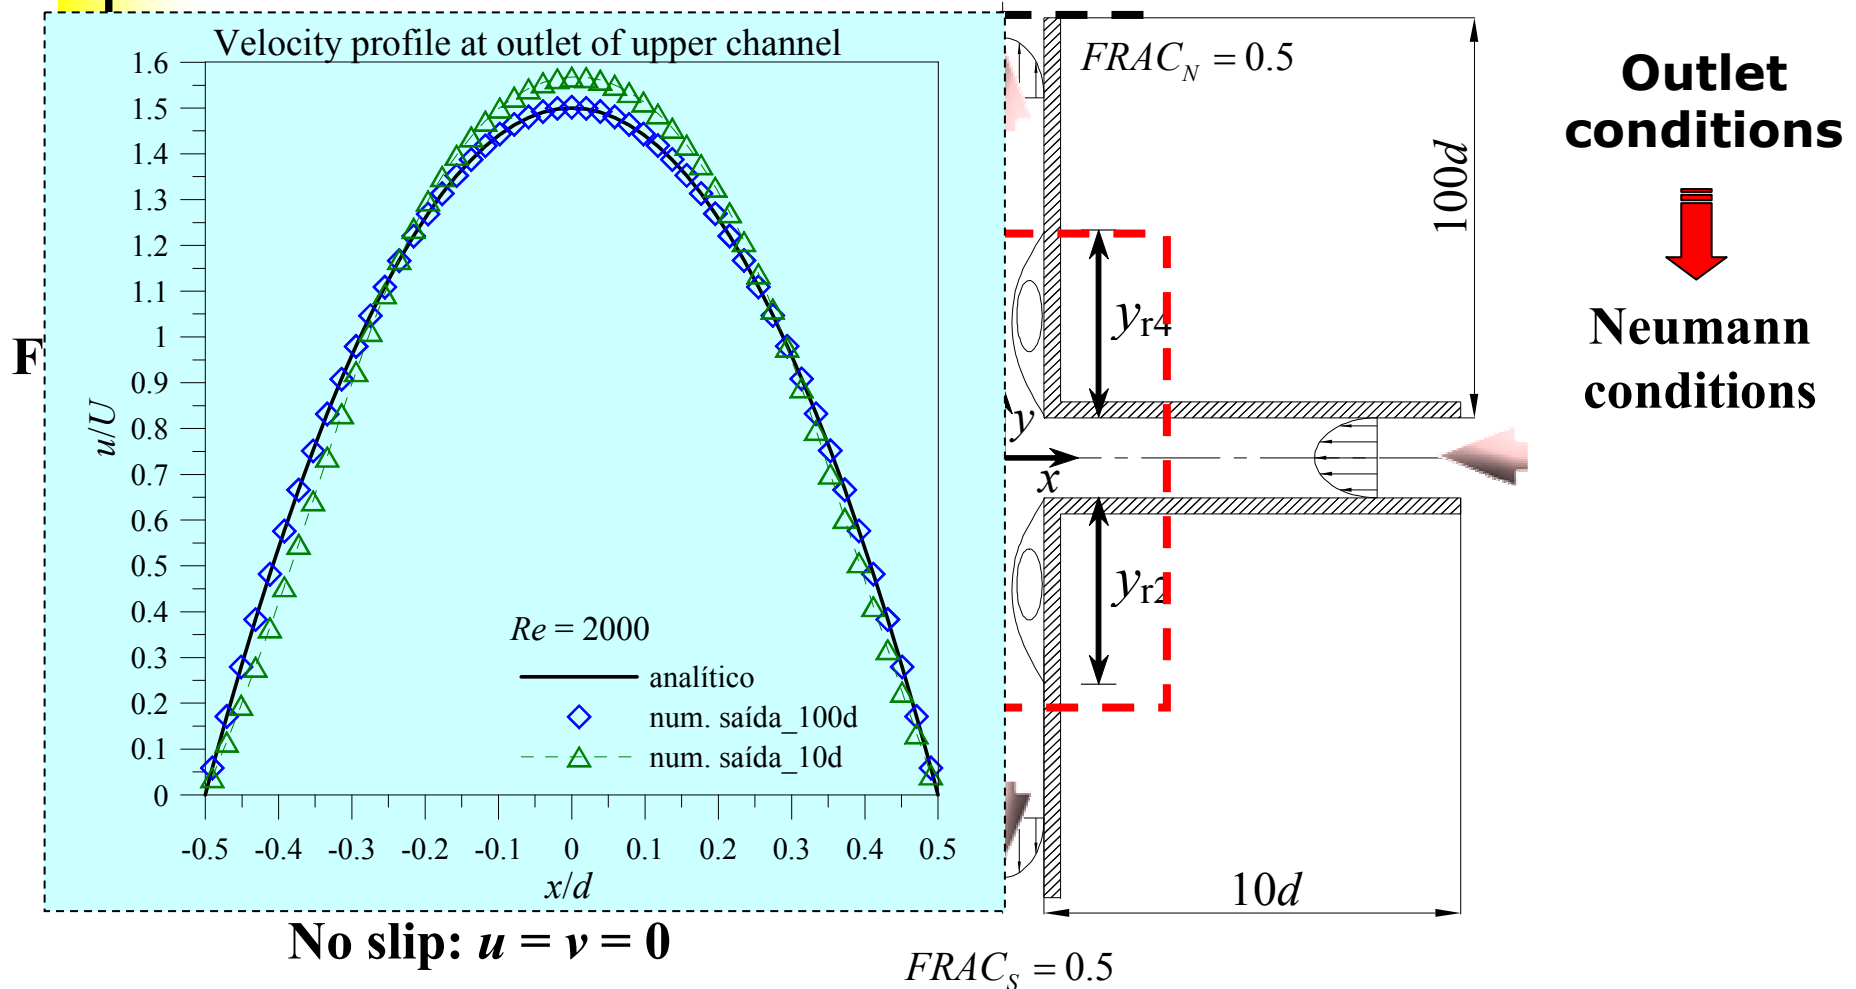 Velocity profile at outlet of upper channel
1.6
1.5
1.4
1.3
1.2
1.1
1
0.9
0.8
0.7
0.6
0.5
0.4
0.3
0.2
0.1
0
u/U
-0.5 -0.4 -0.3 -0.2 -0.1 0 0.1 0.2 0.3 0.4 0.5
x/d
Re = 2000
analítico
num. saída_100d
num. saída_10d
F
No slip: u = v = 0
FRAC_N = 0.5
100d
y_r4
y
x
y_r2
10d
FRAC_S = 0.5
Outlet
conditions
Neumann
conditions